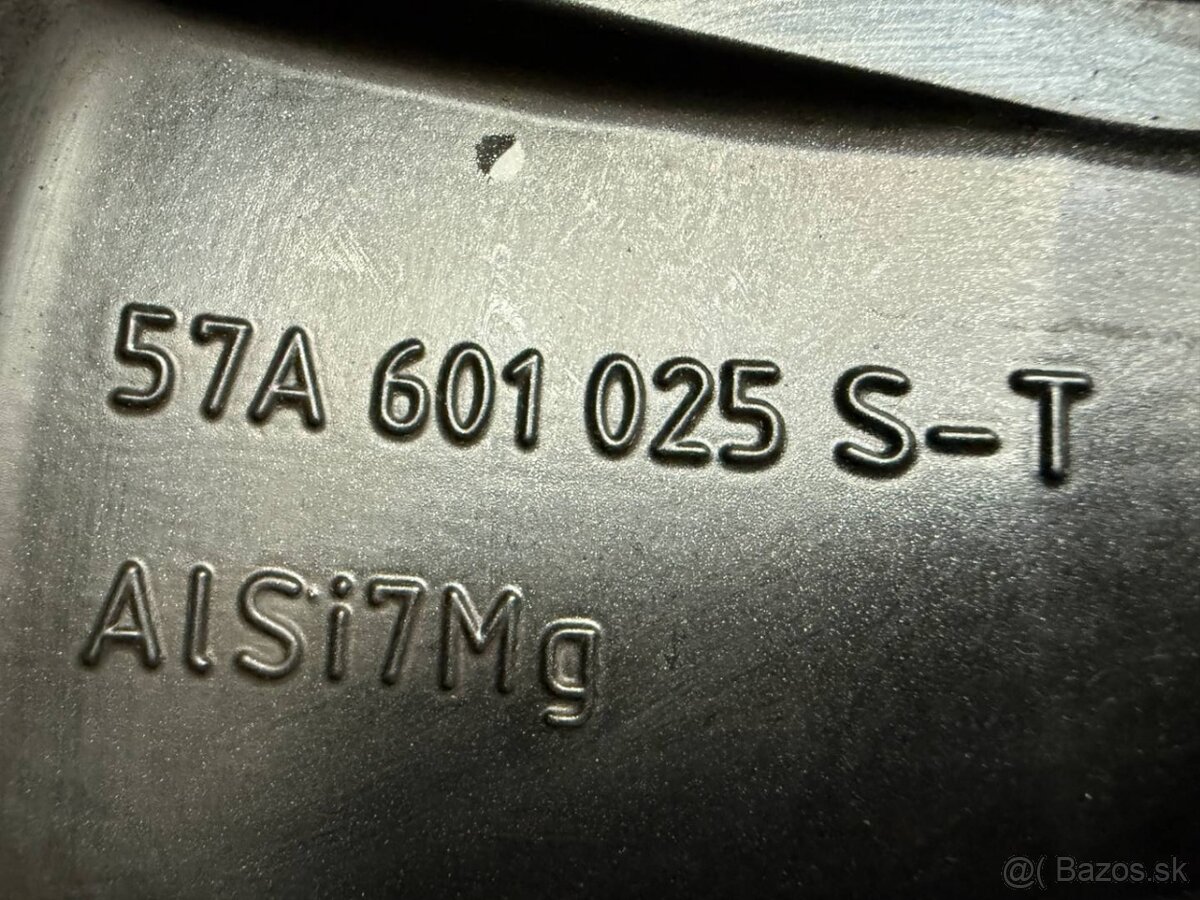 57A 601 025 S-T
AlSi7Mg
@( Bazos.sk